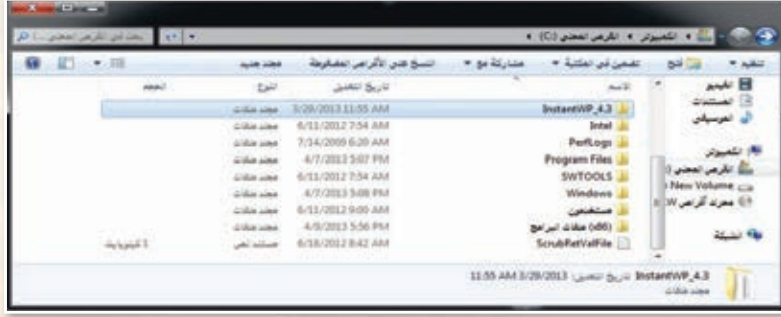 الكمبيوتر ◂ القرص المحلي (C:) ◂
بحث في القرص المحلي (...
تنظيم فتح تضمين في المكتبة مشاركة مع النسخ على الأقراص المضغوطة مجلد جديد
الاسم تاريخ التعديل النوع الحجم
الفيديو
المستندات
الموسيقى
الكمبيوتر
القرص المحلي (
New Volume
محرك أقراص W
الشبكة
InstantWP_4.3 3/29/2013 11:55 AM مجلد ملفات
Intel 6/11/2012 7:54 AM مجلد ملفات
PerfLogs 7/14/2009 6:20 AM مجلد ملفات
Program Files 4/7/2013 5:07 PM مجلد ملفات
SWTOOLS 6/11/2012 7:54 AM مجلد ملفات
Windows 4/7/2013 5:08 PM مجلد ملفات
مستخدمون 6/11/2012 9:00 AM مجلد ملفات
ملفات البرامج (x86) 4/9/2013 5:56 PM مجلد ملفات
ScrubRetValFile 6/18/2012 8:42 AM مستند نصي 1 كيلوبايت
InstantWP_4.3 تاريخ التعديل: 3/29/2013 11:55 AM
مجلد ملفات